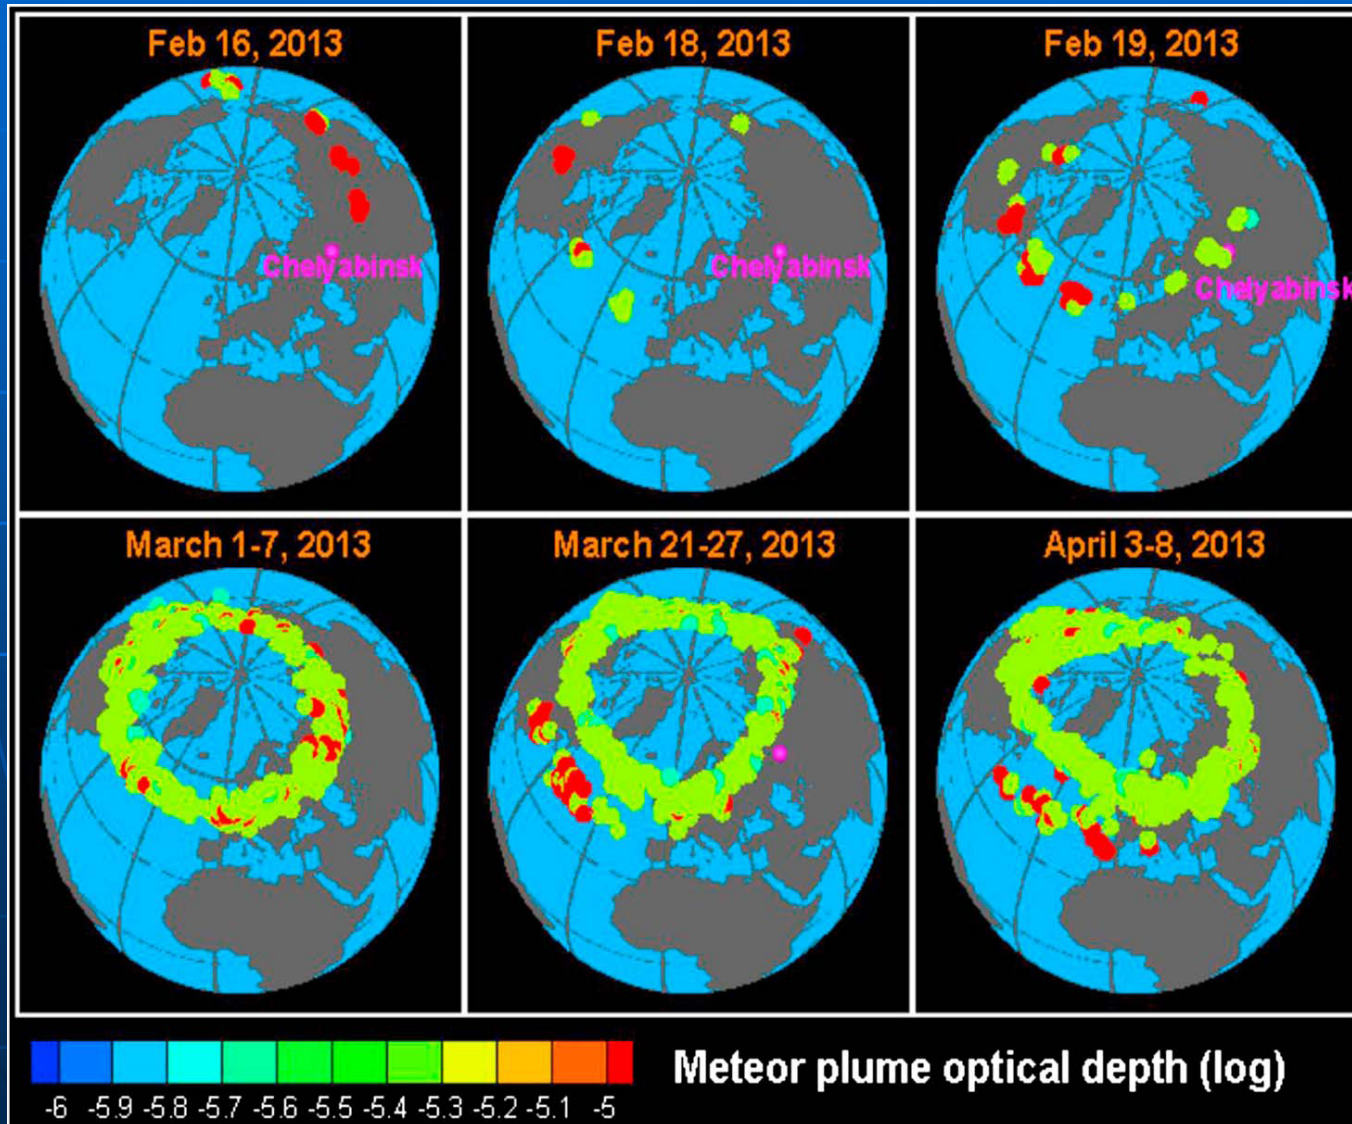 Feb 16, 2013
Feb 18, 2013
Feb 19, 2013
Chelyabinsk
Chelyabinsk
Chelyabinsk
March 1-7, 2013
March 21-27, 2013
April 3-8, 2013
Meteor plume optical depth (log)
-6 -5.9 -5.8 -5.7 -5.6 -5.5 -5.4 -5.3 -5.2 -5.1 -5